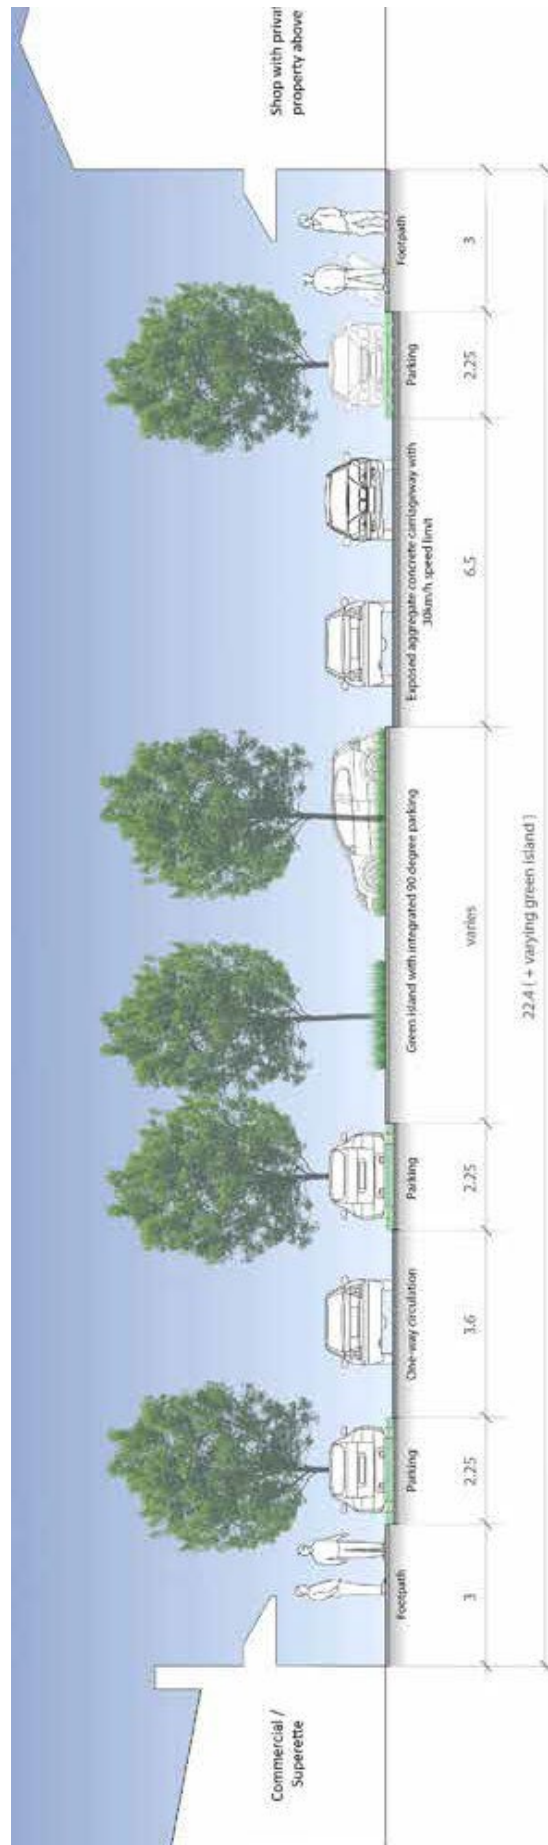 Commercial /
Superette
Shop with privat
property above
Footpath
Parking
One-way circulation
Parking
Green island with integrated 90 degree parking
Exposed aggregate concrete carriageway with
30km/h speed limit
Parking
Footpath
3
2.25
3.6
2.25
varies
6.5
2.25
3
22.4 ( + varying green island )